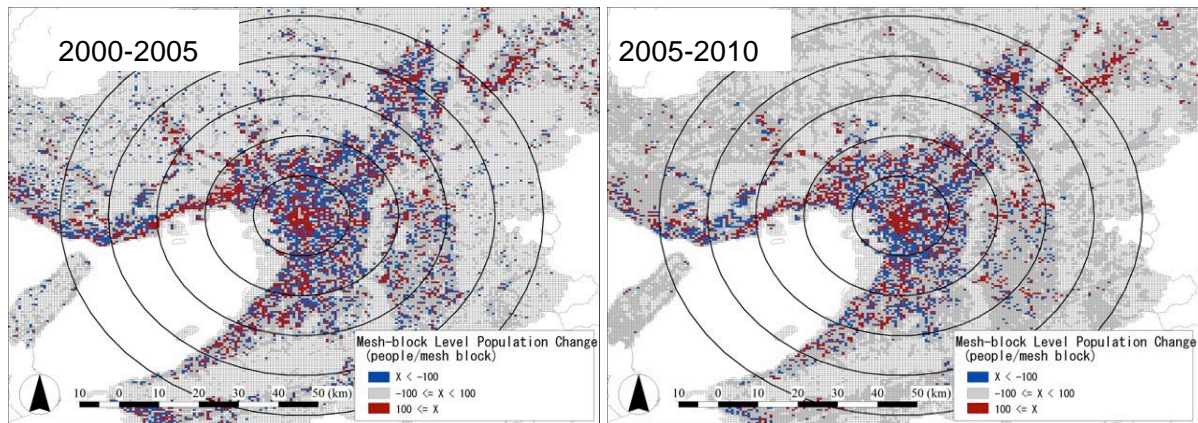 2000-2005
Mesh-block Level Population Change
(people/mesh block)
X < -100
-100 <= X < 100
100 <= X
10 0 10 20 30 40 50 (km)
2005-2010
Mesh-block Level Population Change
(people/mesh block)
X < -100
-100 <= X < 100
100 <= X
10 0 10 20 30 40 50 (km)